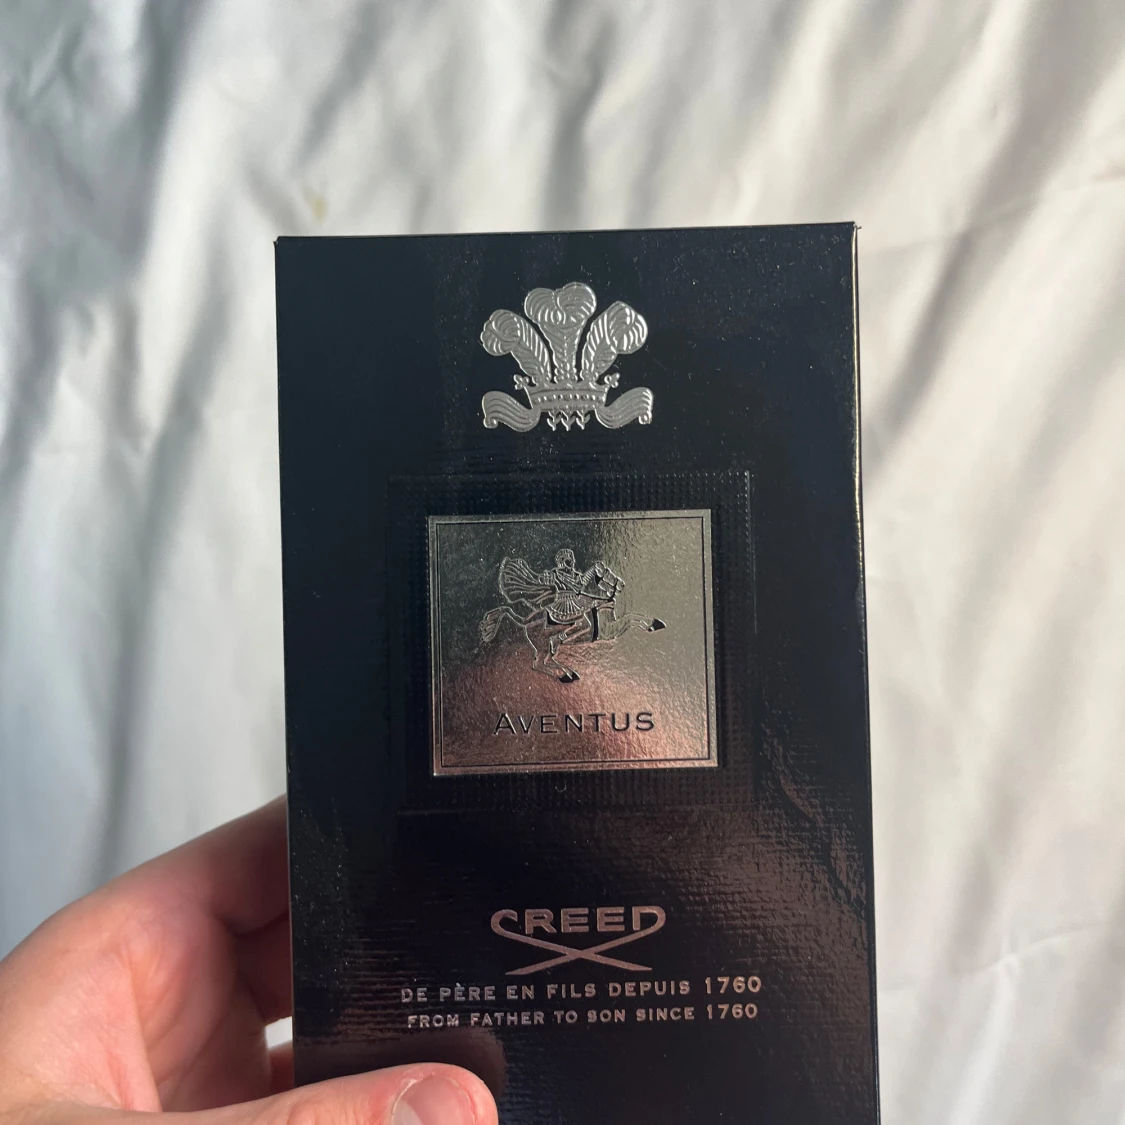 AVENTUS
CREED
DE PÈRE EN FILS DEPUIS 1760
FROM FATHER TO SON SINCE 1760